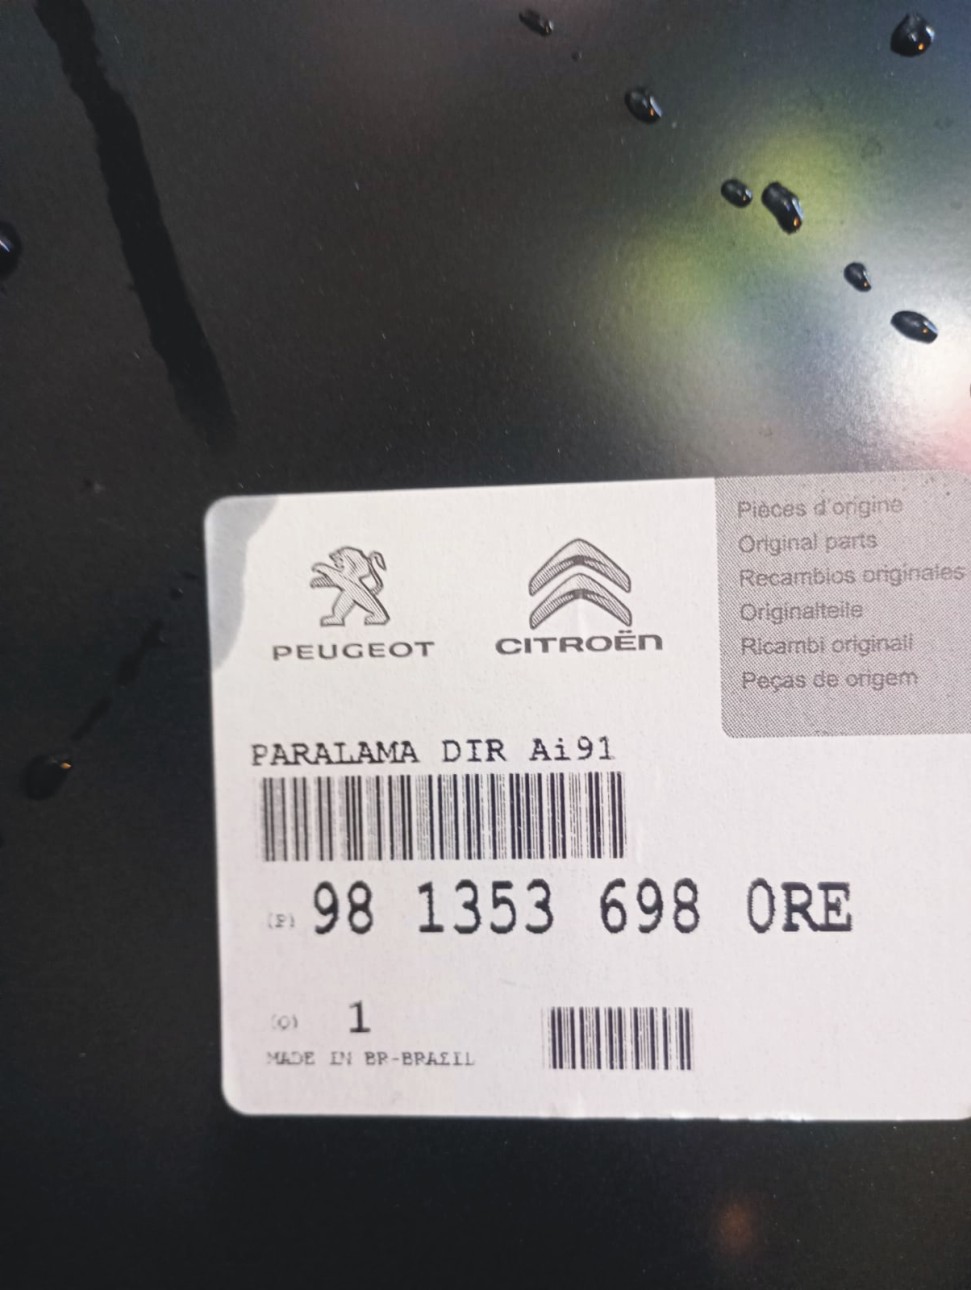 PEUGEOT
CITROËN
Pièces d'origine
Original parts
Recambios originales
Originalteile
Ricambi originali
Peças de origem
PARALAMA DIR Ai91
(P) 98 1353 698 0RE
(Q) 1
MADE IN BR-BRASIL